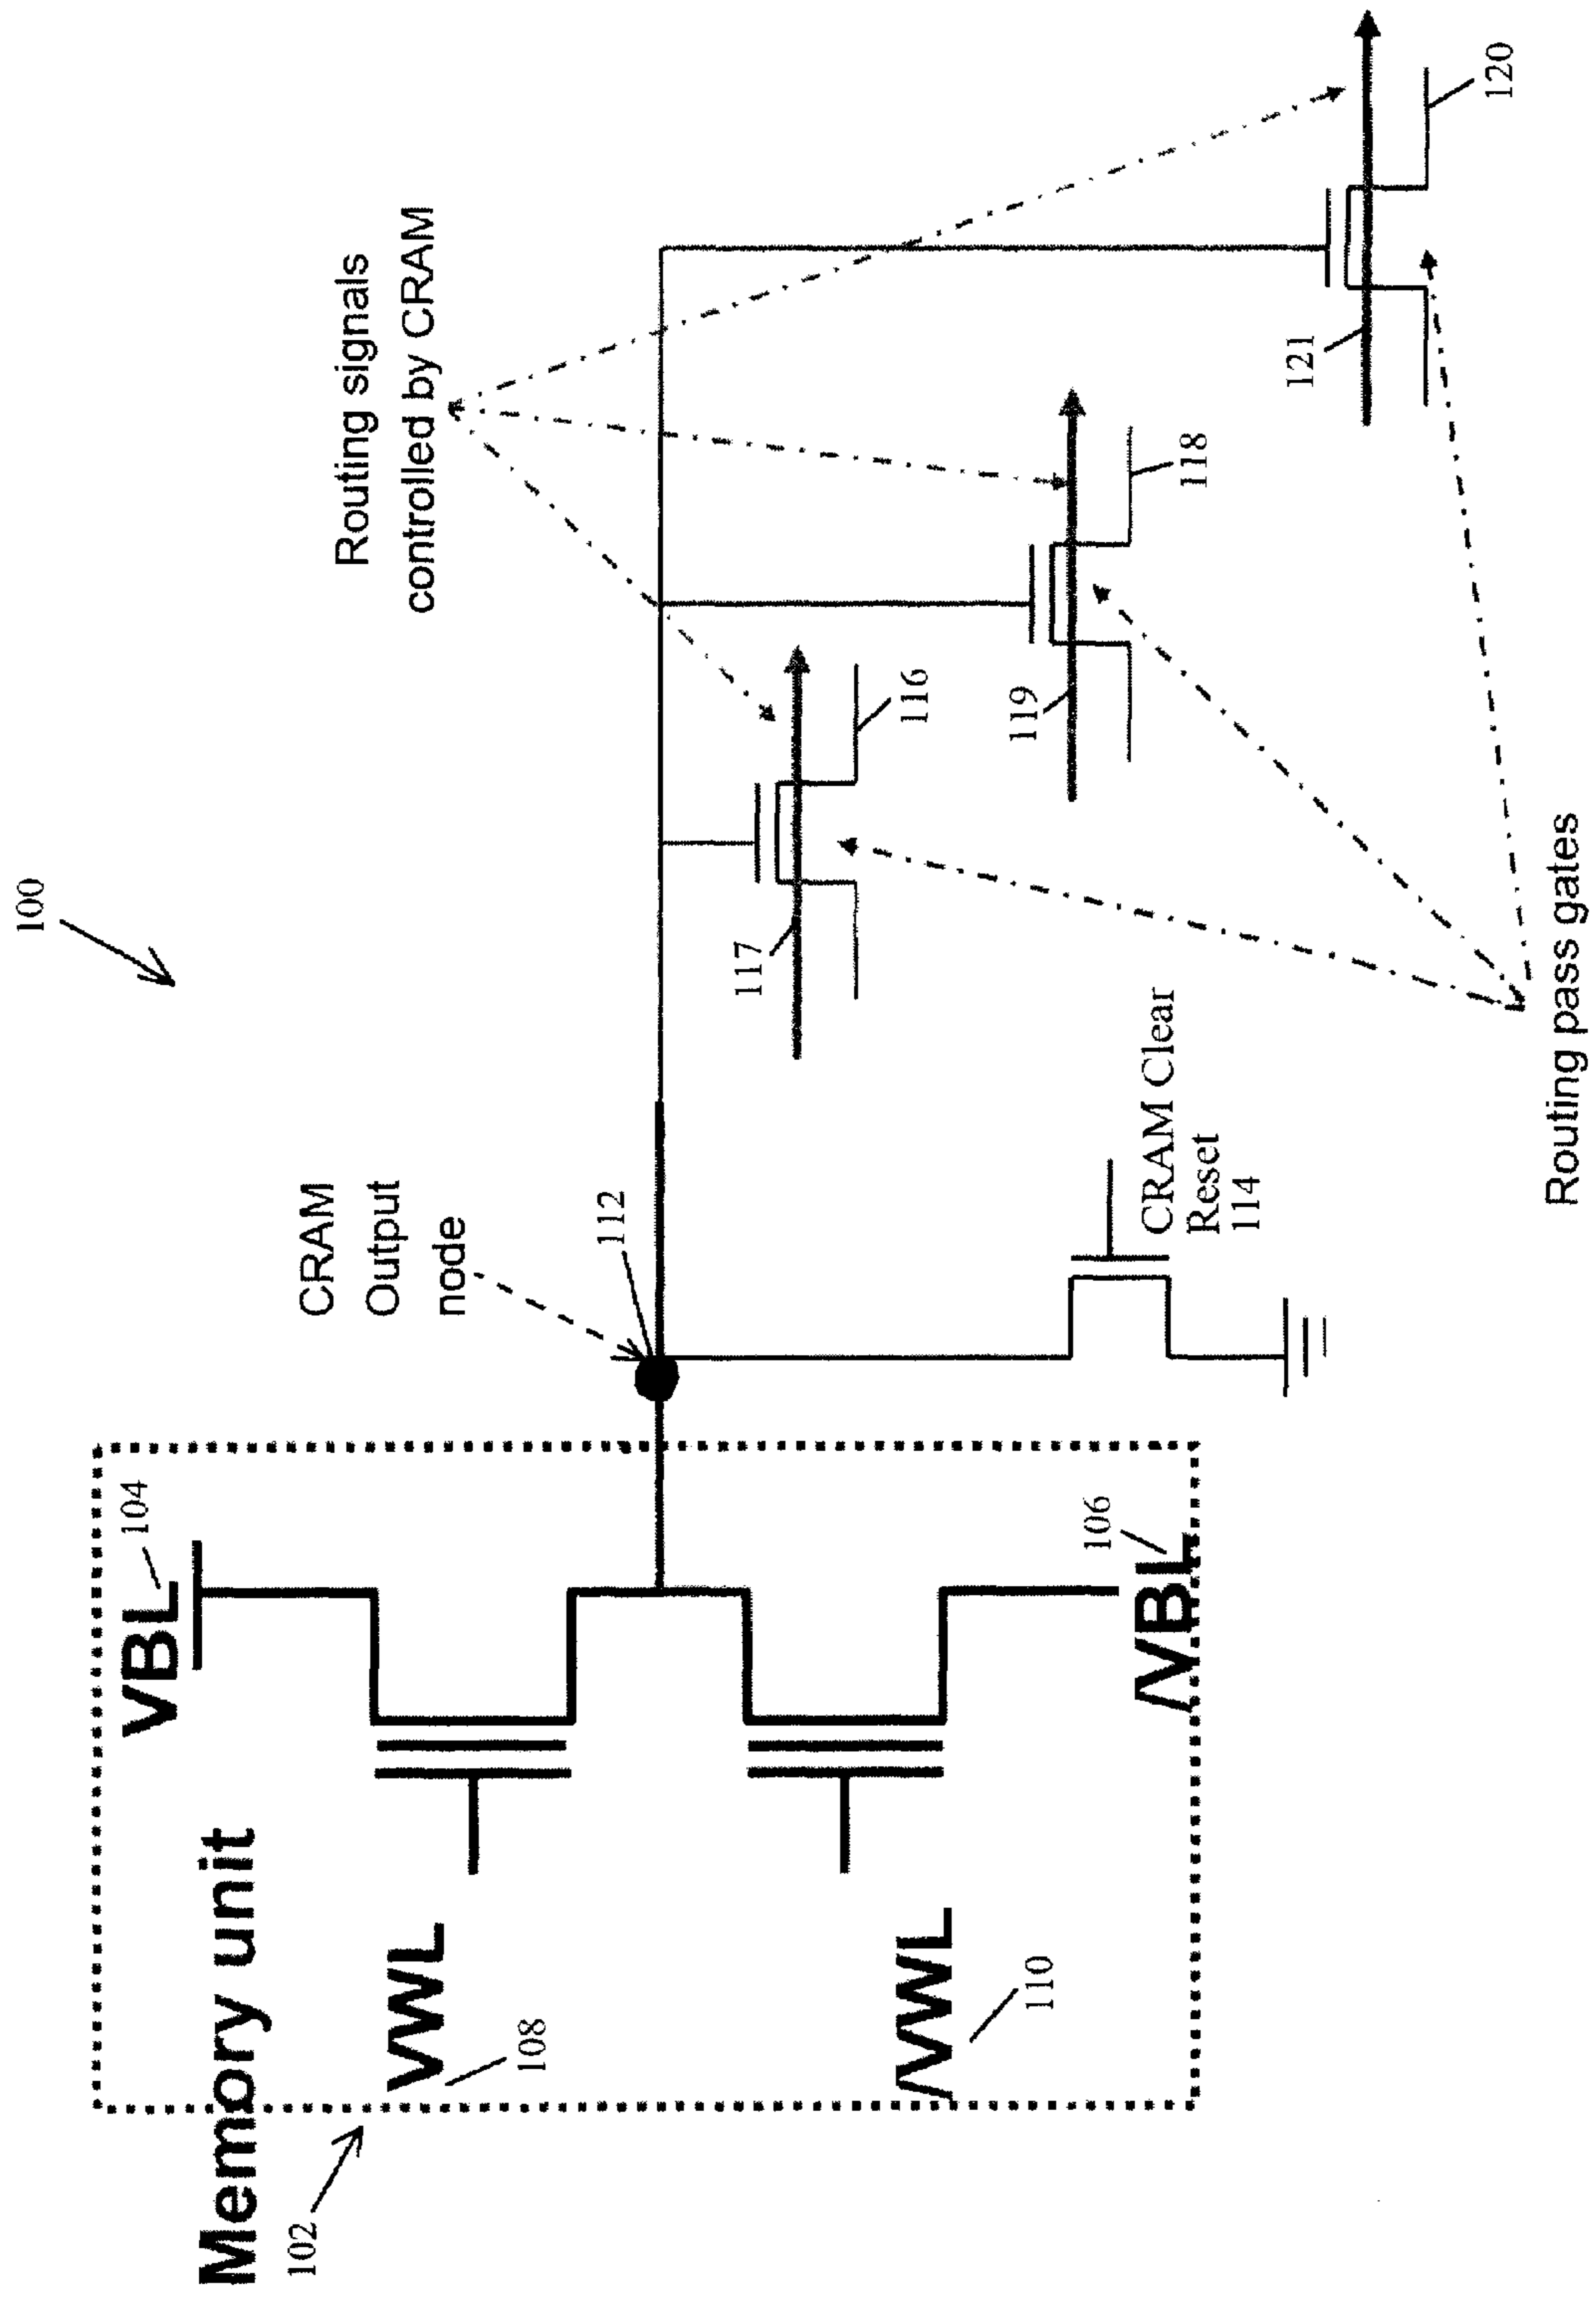 100
104
VBL
Memory unit
102
CRAM
Output
node
Routing signals
controlled by CRAM
VWL
108
112
117
116
/VWL
110
119
118
106
/VBL
CRAM Clear
Reset
114
121
120
Routing pass gates